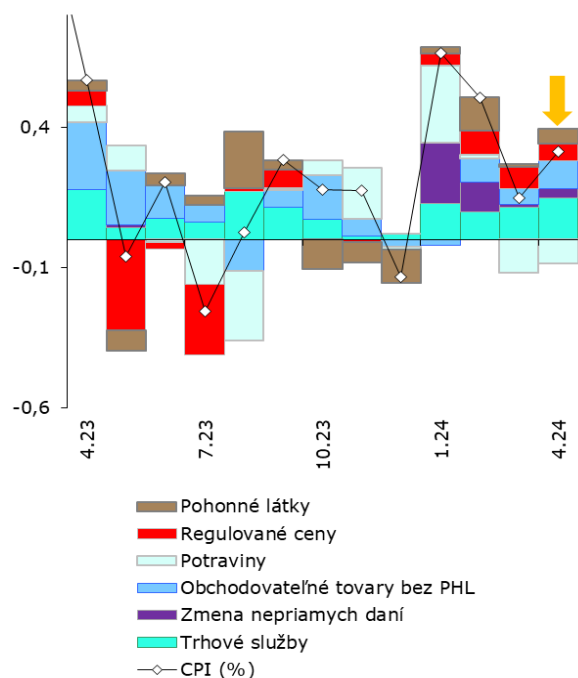 0,4
-0,1
-0,6
4.23
7.23
10.23
1.24
4.24
Pohonné látky
Regulované ceny
Potraviny
Obchodovateľné tovary bez PHL
Zmena nepriamych daní
Trhové služby
CPI (%)